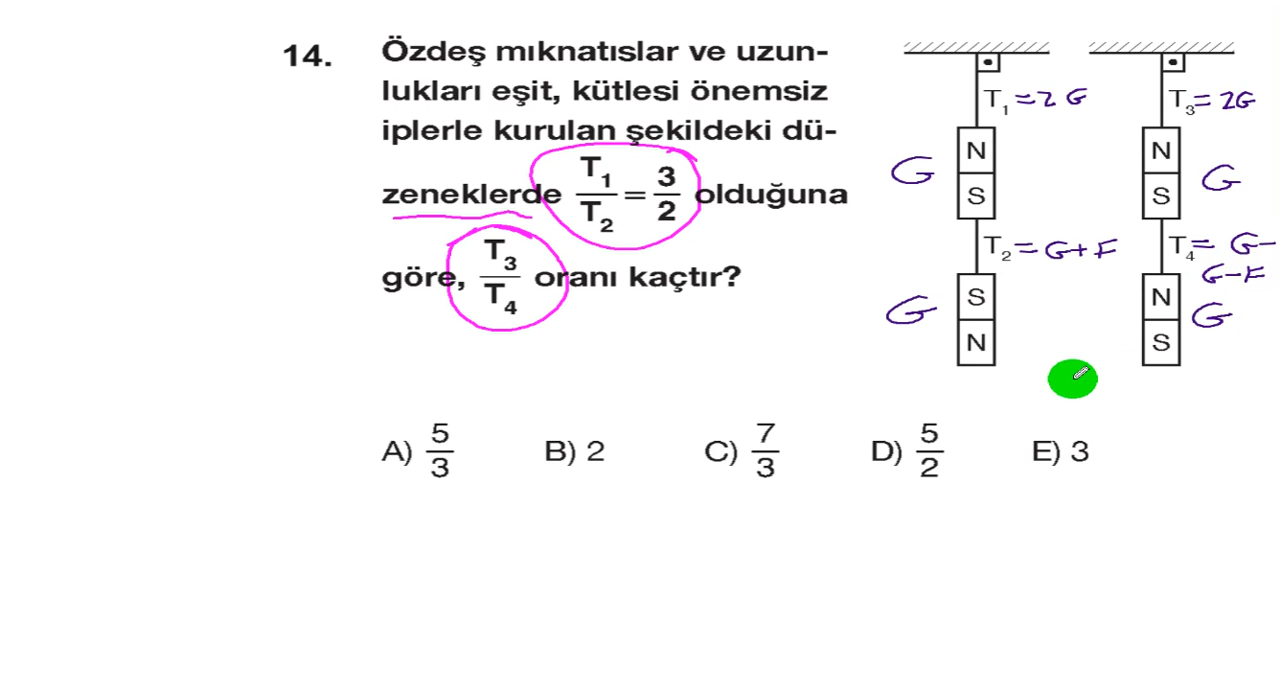 14. Özdeş mıknatıslar ve uzun-
lukları eşit, kütlesi önemsiz
iplerle kurulan şekildeki dü-
zeneklerde T₁/T₂ = 3/2 olduğuna
göre, T₃/T₄ oranı kaçtır?
A) 5/3 B) 2 C) 7/3 D) 5/2 E) 3
T₁ = 2G
G
N
S
T₂ = G+F
G
S
N
T₃ = 2G
N
G
S
T₄ = G-
G-F
N
G
S